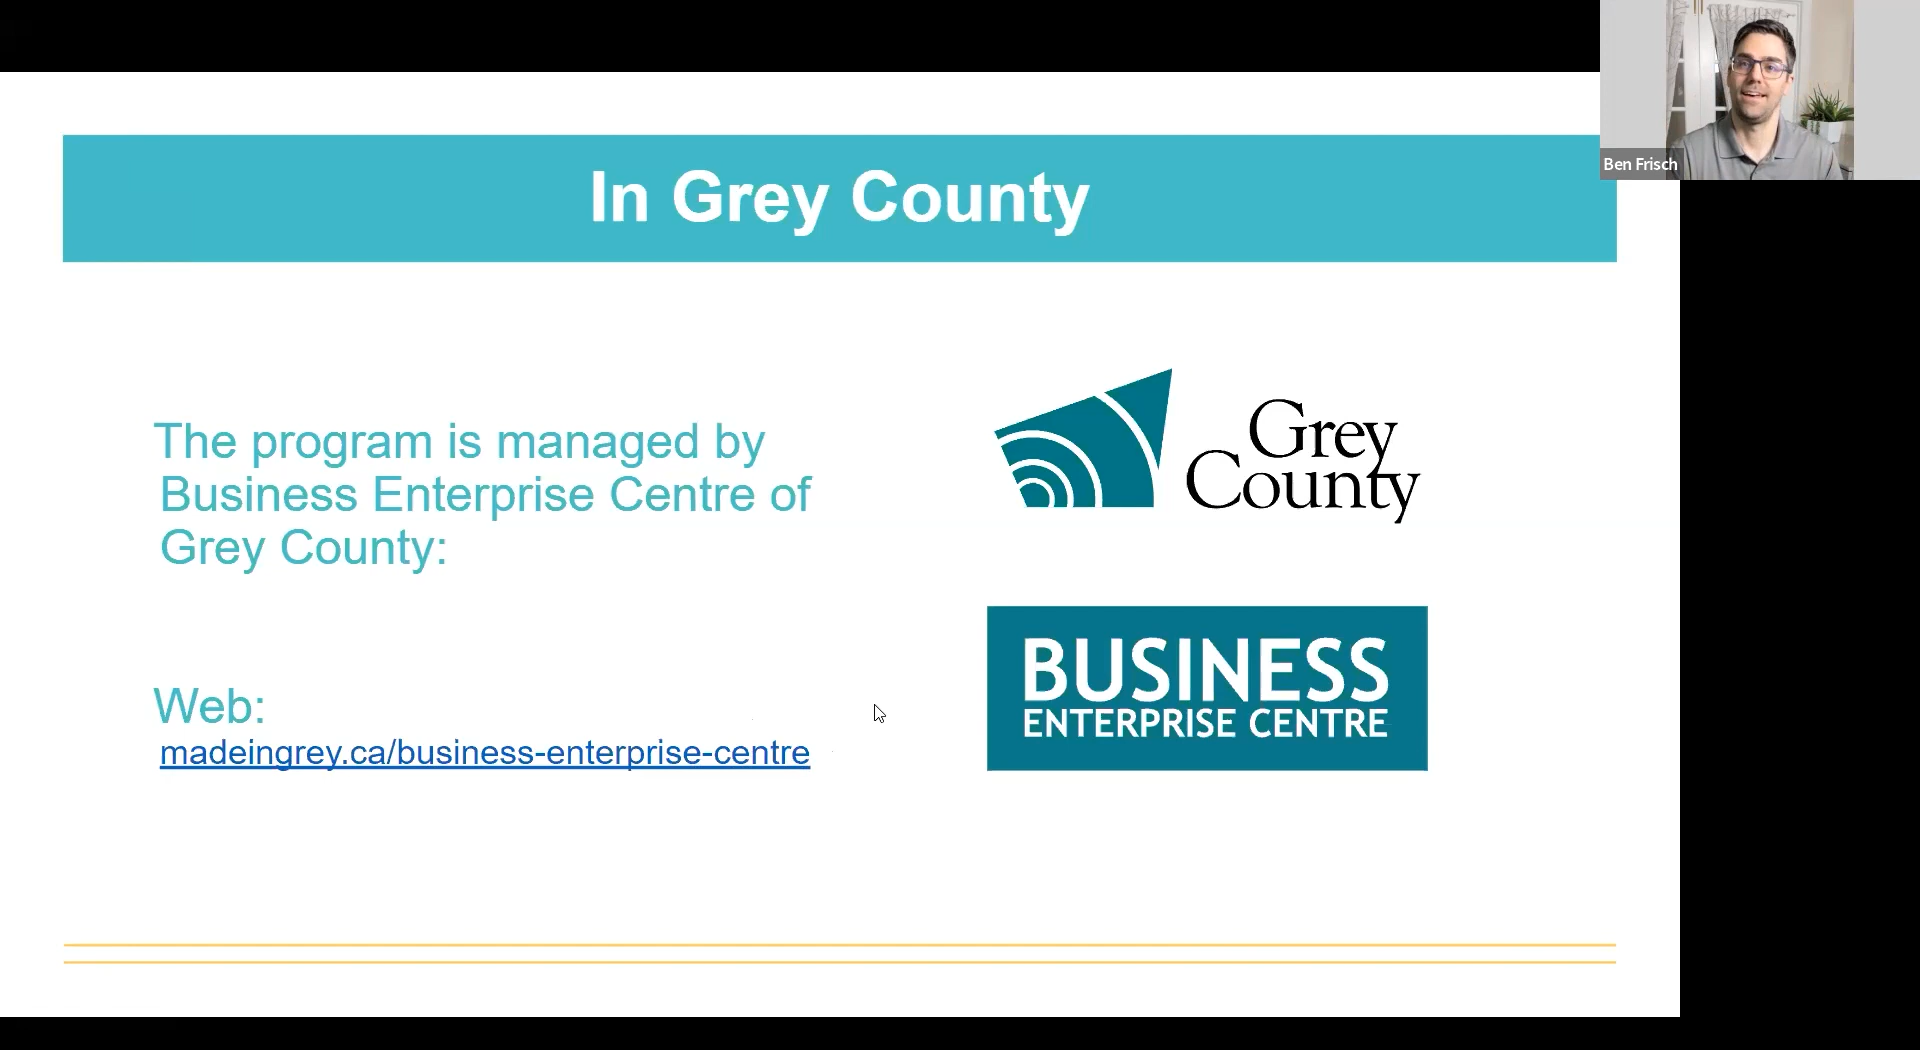 In Grey County
Ben Frisch
The program is managed by
Business Enterprise Centre of
Grey County:
Web:
madeingrey.ca/business-enterprise-centre
Grey
County
BUSINESS
ENTERPRISE CENTRE